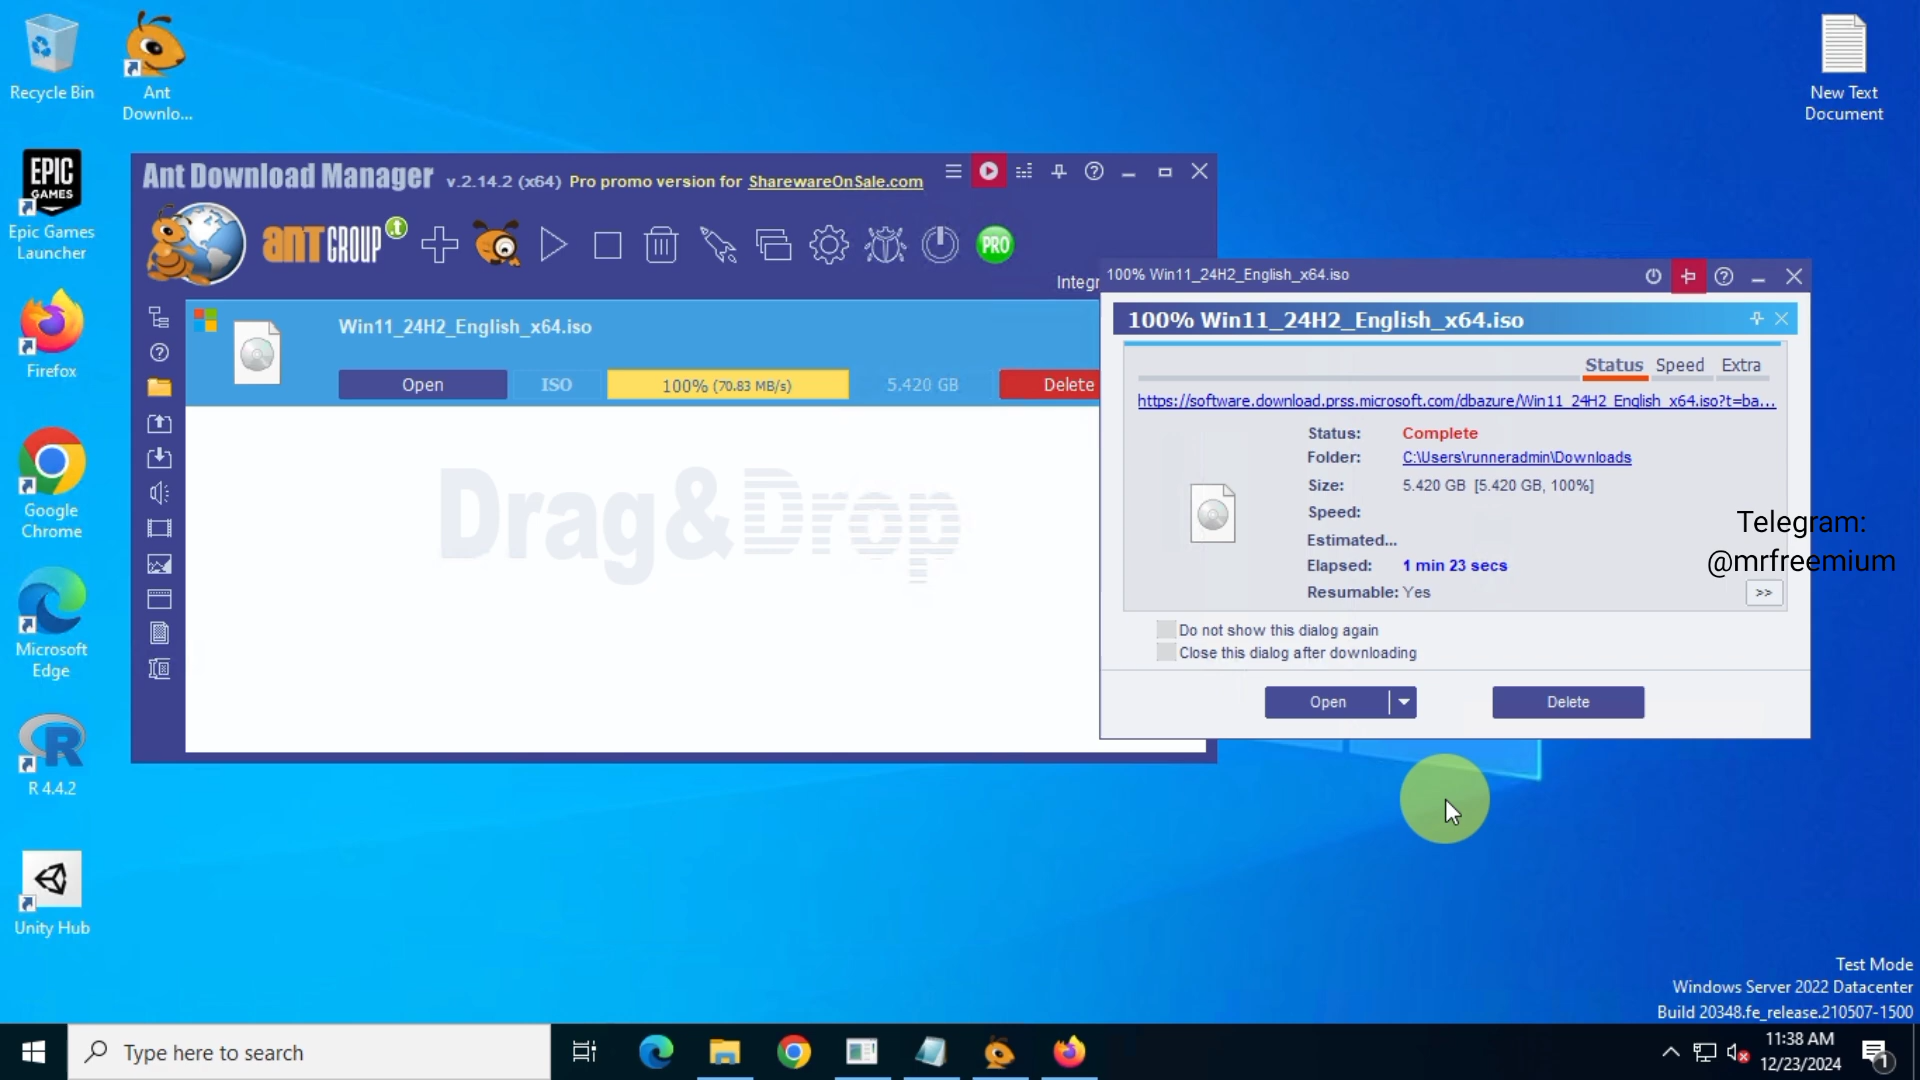 Recycle Bin
Ant
Downlo...
New Text
Document
EPIC
GAMES
Epic Games
Launcher
Firefox
Google
Chrome
Microsoft
Edge
R 4.4.2
Unity Hub
Ant Download Manager v.2.14.2 (x64) Pro promo version for SharewareOnSale.com
ANT GROUP t
PRO
Integr
Win11_24H2_English_x64.iso
Open ISO 100% (70.83 MB/s) 5.420 GB Delete
Drag&Drop
100% Win11_24H2_English_x64.iso
100% Win11_24H2_English_x64.iso
Status Speed Extra
https://software.download.prss.microsoft.com/dbazure/Win11_24H2_English_x64.iso?t=ba...
Status: Complete
Folder: C:\Users\runneradmin\Downloads
Size: 5.420 GB [5.420 GB, 100%]
Speed:
Estimated...
Elapsed: 1 min 23 secs
Resumable: Yes
>>
Do not show this dialog again
Close this dialog after downloading
Open Delete
Telegram:
@mrfreemium
Test Mode
Windows Server 2022 Datacenter
Build 20348.fe_release.210507-1500
Type here to search
11:38 AM
12/23/2024
1